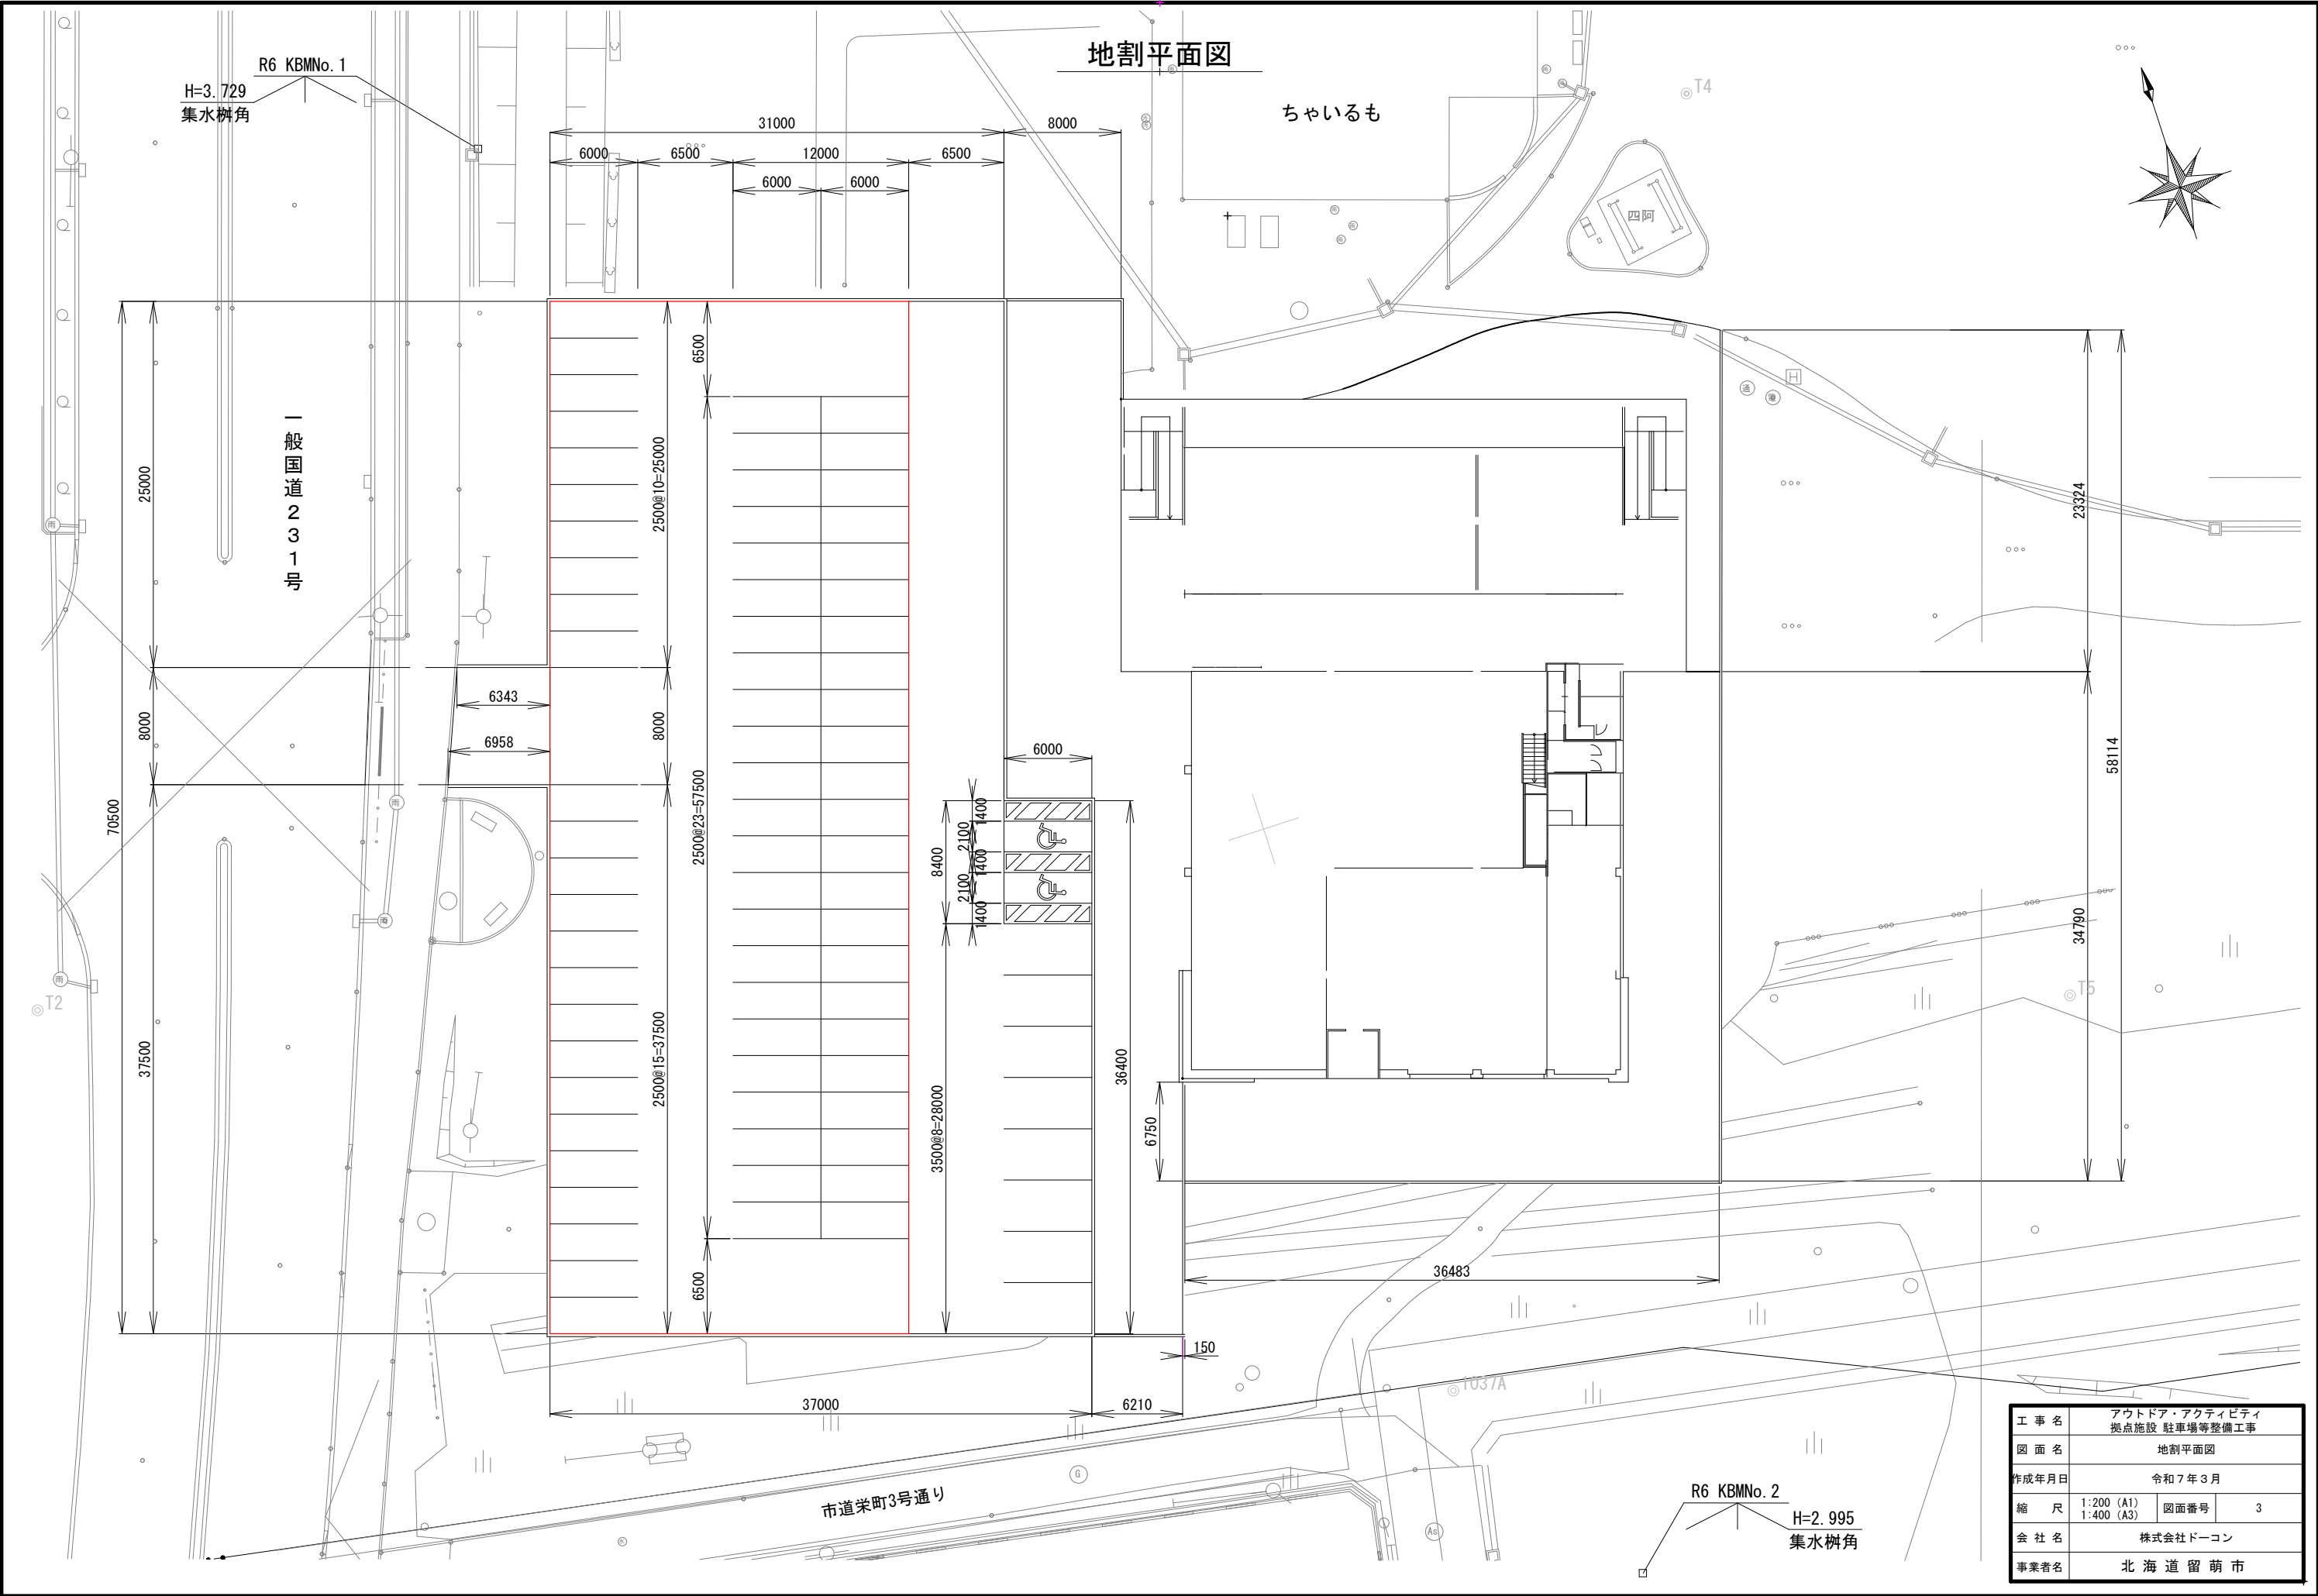 地割平面図
R6 KBMNo. 1
H=3. 729
集水桝角
ちゃいるも
T4
四阿
31000
8000
6000
6500
12000
6500
6000
6000
一般国道231号
70500
25000
8000
37500
6343
6958
2500@10=25000
8000
2500@15=37500
6500
2500@23=57500
6500
6000
8400
1400
2100
1400
2100
1400
3500@8=28000
36400
6750
H
23324
34790
58114
36483
150
37000
6210
雨
雨
雨
T2
T5
1037A
G
As
市道栄町3号通り
R6 KBMNo. 2
H=2. 995
集水桝角
工事名 アウトドア・アクティビティ
拠点施設 駐車場等整備工事
図面名 地割平面図
作成年月日 令和7年3月
縮尺 1:200 (A1)
1:400 (A3)
図面番号 3
会社名 株式会社ドーコン
事業者名 北海道留萌市